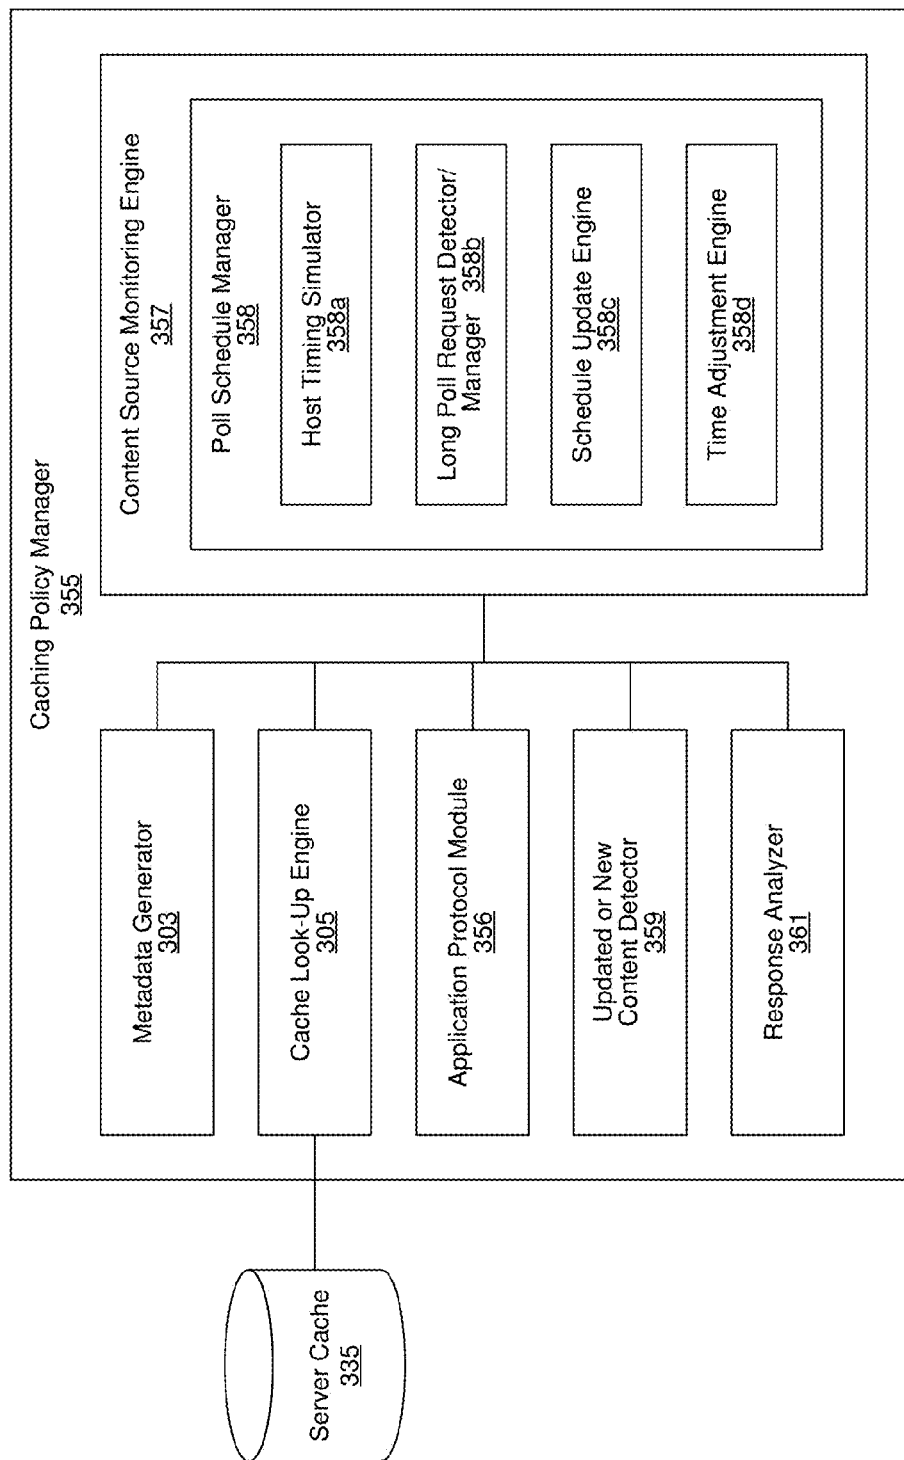 Caching Policy Manager
355
Metadata Generator
303
Cache Look-Up Engine
305
Application Protocol Module
356
Updated or New
Content Detector
359
Response Analyzer
361
Content Source Monitoring Engine
357
Poll Schedule Manager
358
Host Timing Simulator
358a
Long Poll Request Detector/
Manager 358b
Schedule Update Engine
358c
Time Adjustment Engine
358d
Server Cache
335